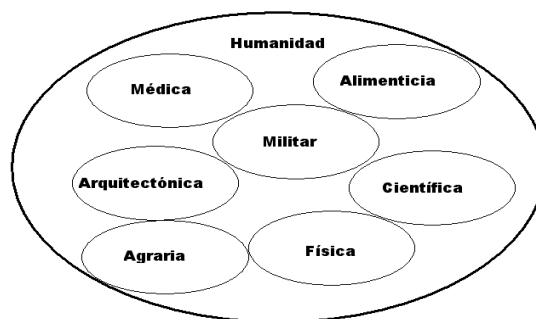 Humanidad
Médica
Alimenticia
Militar
Arquitectónica
Científica
Agraria
Física